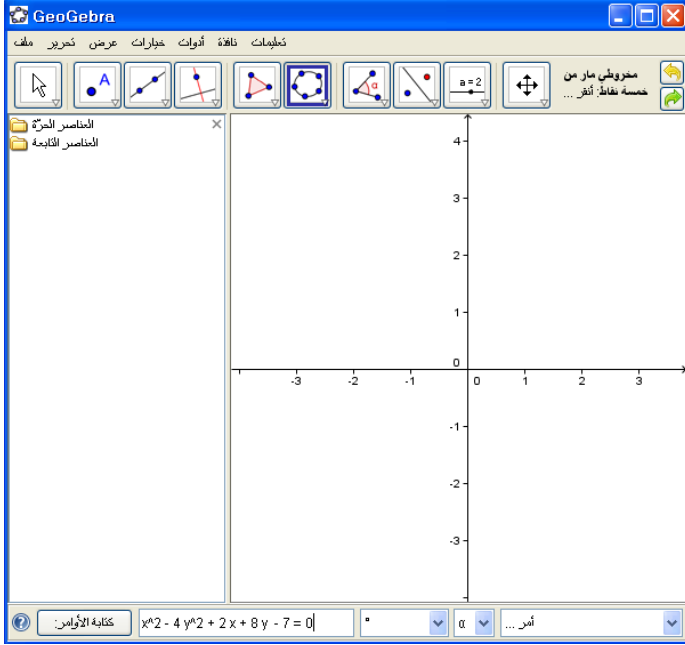 GeoGebra
ملف تحرير عرض خيارات أدوات نافذة تعليمات
A
α
a = 2
مخروطي مار من
خمسة نقاط: أنقر ...
العناصر الحرّة
العناصر التابعة
4
3
2
1
0
-3 -2 -1 0 1 2 3
-1
-2
-3
كتابة الأوامر: x^2 - 4 y^2 + 2 x + 8 y - 7 = 0 ° α أمر ...